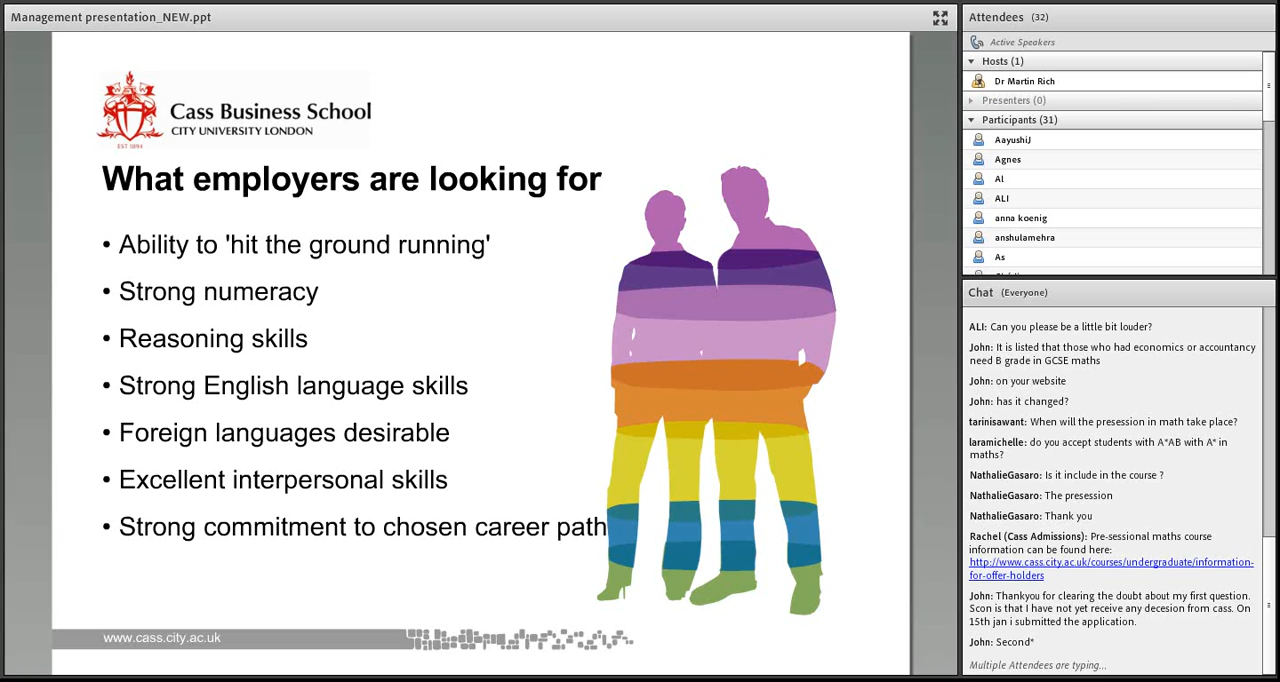 Management presentation_NEW.ppt
EST 1894
Cass Business School
CITY UNIVERSITY LONDON
What employers are looking for
• Ability to 'hit the ground running'
• Strong numeracy
• Reasoning skills
• Strong English language skills
• Foreign languages desirable
• Excellent interpersonal skills
• Strong commitment to chosen career path
www.cass.city.ac.uk
Attendees (32)
Active Speakers
Hosts (1)
Dr Martin Rich
Presenters (0)
Participants (31)
AayushiJ
Agnes
Al
ALI
anna koenig
anshulamehra
As
Chat (Everyone)
ALI: Can you please be a little bit louder?
John: It is listed that those who had economics or accountancy
need B grade in GCSE maths
John: on your website
John: has it changed?
tarinisawant: When will the presession in math take place?
laramichelle: do you accept students with A*AB with A* in
maths?
NathalieGasaro: Is it include in the course ?
NathalieGasaro: The presession
NathalieGasaro: Thank you
Rachel (Cass Admissions): Pre-sessional maths course
information can be found here:
http://www.cass.city.ac.uk/courses/undergraduate/information-
for-offer-holders
John: Thankyou for clearing the doubt about my first question.
Scon is that I have not yet receive any decesion from cass. On
15th jan i submitted the application.
John: Second*
Multiple Attendees are typing...